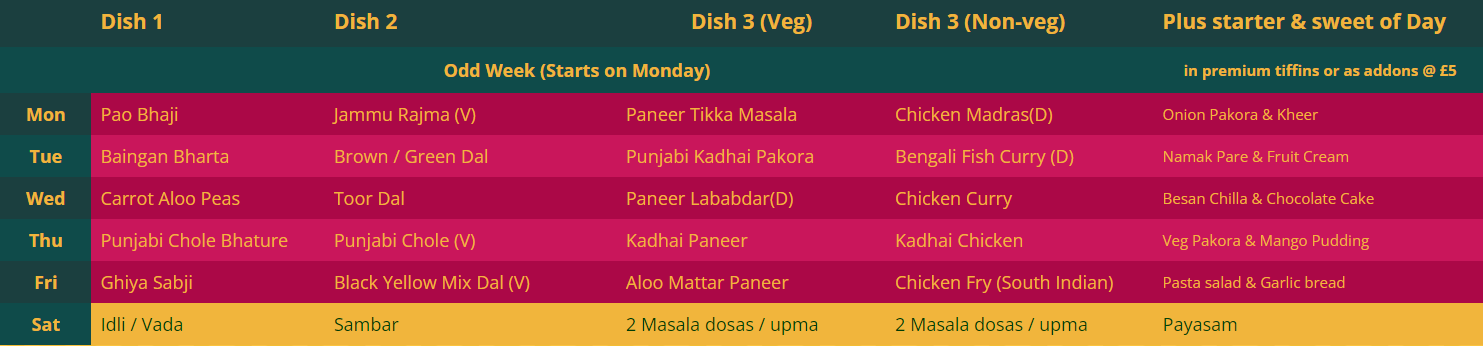 Dish 1 Dish 2 Dish 3 (Veg) Dish 3 (Non-veg) Plus starter & sweet of Day
Odd Week (Starts on Monday) in premium tiffins or as addons @ £5
Mon Pao Bhaji Jammu Rajma (V) Paneer Tikka Masala Chicken Madras(D) Onion Pakora & Kheer
Tue Baingan Bharta Brown / Green Dal Punjabi Kadhai Pakora Bengali Fish Curry (D) Namak Pare & Fruit Cream
Wed Carrot Aloo Peas Toor Dal Paneer Lababdar(D) Chicken Curry Besan Chilla & Chocolate Cake
Thu Punjabi Chole Bhature Punjabi Chole (V) Kadhai Paneer Kadhai Chicken Veg Pakora & Mango Pudding
Fri Ghiya Sabji Black Yellow Mix Dal (V) Aloo Mattar Paneer Chicken Fry (South Indian) Pasta salad & Garlic bread
Sat Idli / Vada Sambar 2 Masala dosas / upma 2 Masala dosas / upma Payasam